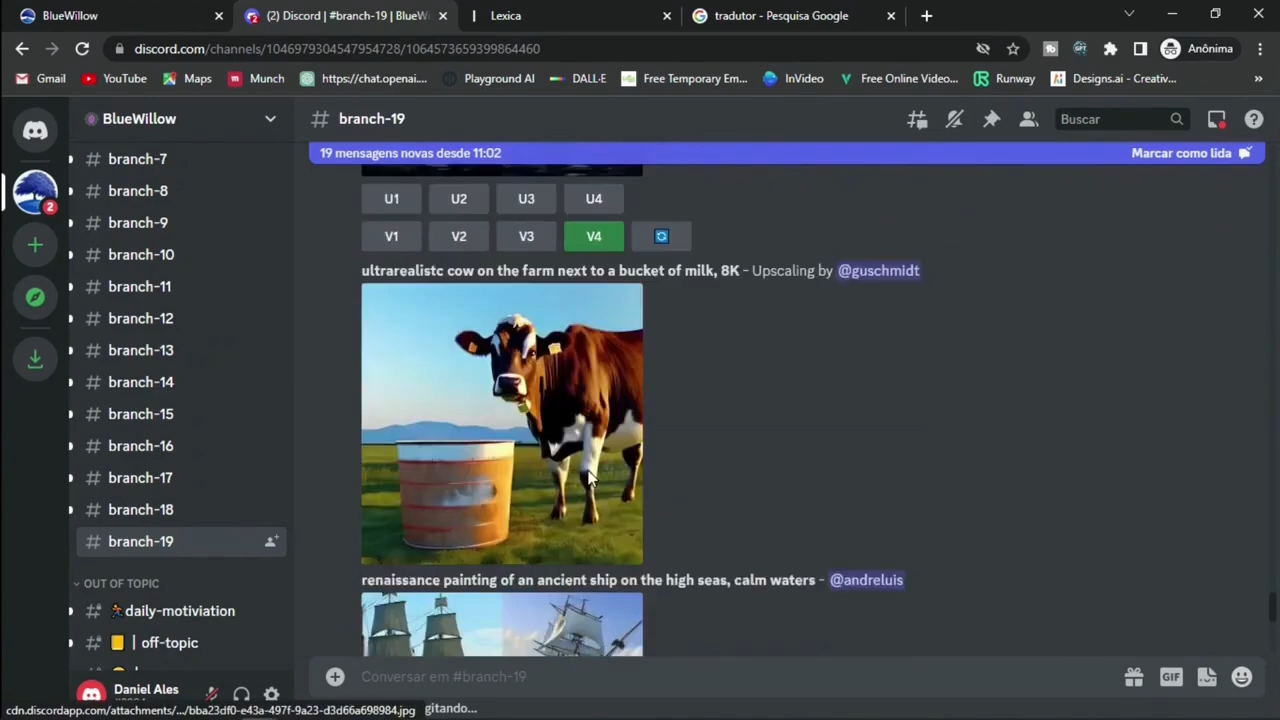 BlueWillow
(2) Discord | #branch-19 | BlueW
Lexica
tradutor - Pesquisa Google
discord.com/channels/1046979304547954728/1064573659399864460
Anônima
Gmail
YouTube
Maps
Munch
https://chat.openai....
Playground AI
DALL·E
Free Temporary Em...
InVideo
Free Online Video...
Runway
Designs.ai - Creativ...
BlueWillow
branch-19
Buscar
19 mensagens novas desde 11:02
Marcar como lida
branch-7
branch-8
branch-9
branch-10
branch-11
branch-12
branch-13
branch-14
branch-15
branch-16
branch-17
branch-18
branch-19
OUT OF TOPIC
daily-motiviation
| off-topic
Daniel Ales
U1 U2 U3 U4
V1 V2 V3 V4
ultrarealistc cow on the farm next to a bucket of milk, 8K - Upscaling by @guschmidt
renaissance painting of an ancient ship on the high seas, calm waters - @andreluis
Conversar em #branch-19
GIF
cdn.discordapp.com/attachments/.../bba23df0-e43a-497f-9a23-d3d66a698984.jpg
gitando...